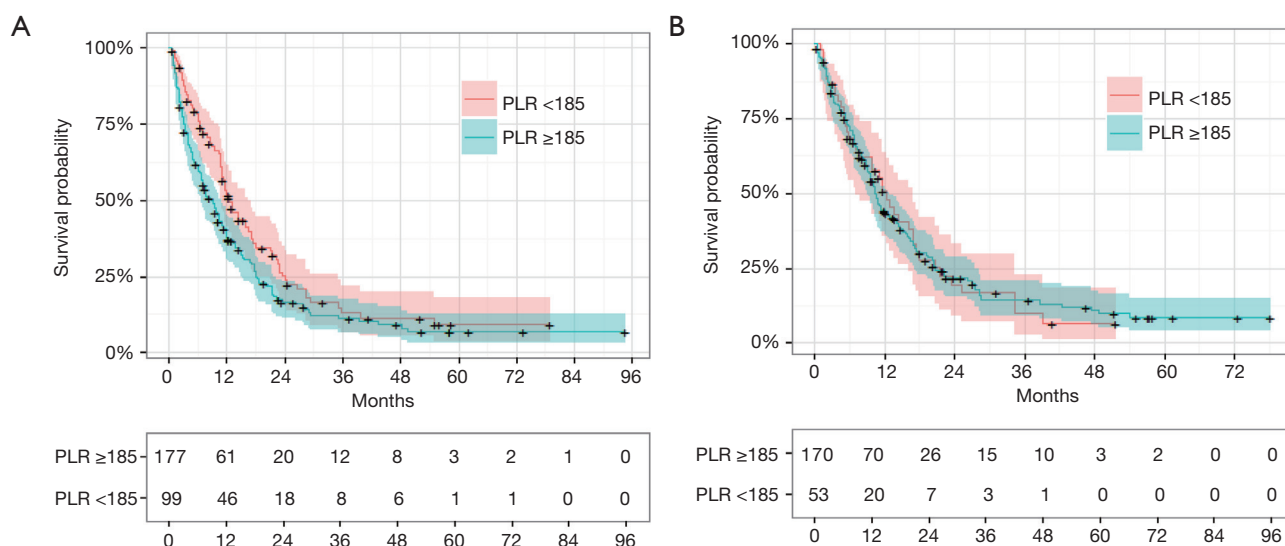 A
100%
75%
50%
25%
0%
Survival probability
PLR <185
PLR ≥185
0 12 24 36 48 60 72 84 96
Months
PLR ≥185 177 61 20 12 8 3 2 1 0
PLR <185 99 46 18 8 6 1 1 0 0
0 12 24 36 48 60 72 84 96
B
100%
75%
50%
25%
0%
Survival probability
PLR <185
PLR ≥185
0 12 24 36 48 60 72
Months
PLR ≥185 170 70 26 15 10 3 2 0 0
PLR <185 53 20 7 3 1 0 0 0 0
0 12 24 36 48 60 72 84 96